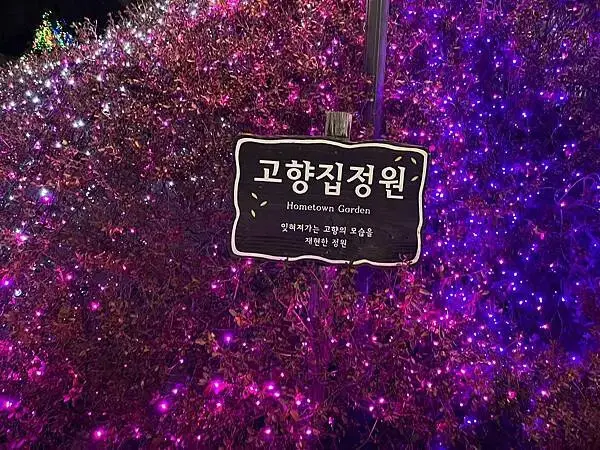 고향집정원
Hometown Garden
잊혀져가는 고향의 모습을
재현한 정원